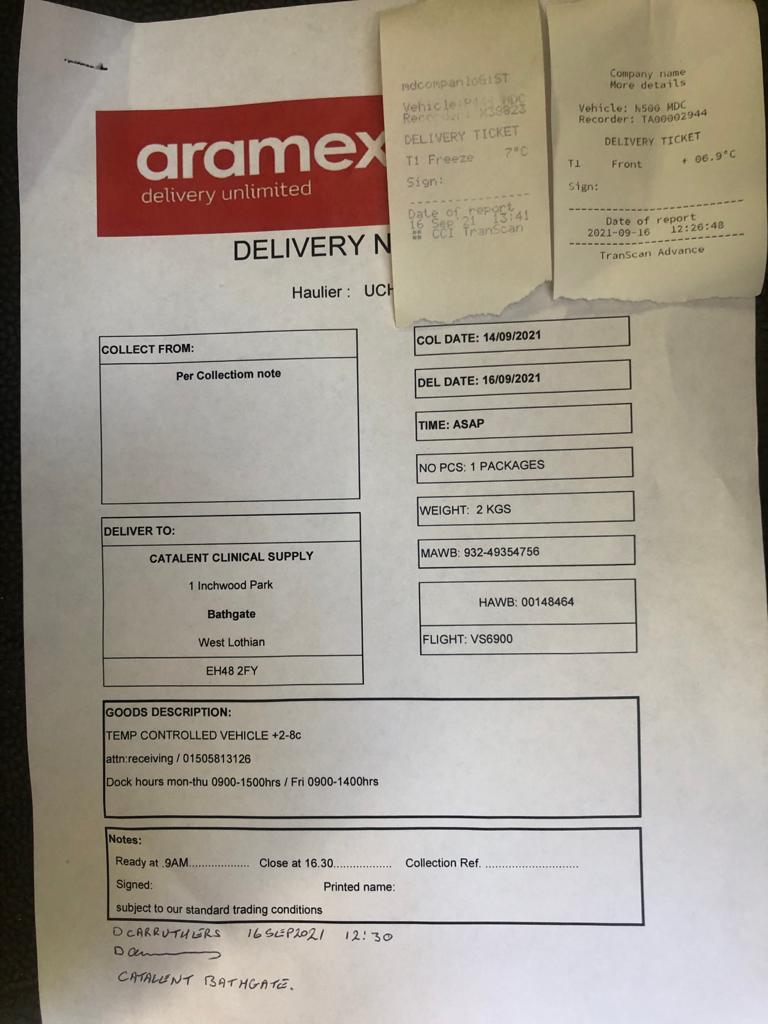 aramex
delivery unlimited
DELIVERY N
Haulier : UCH
mdcompanloGIST
Vehicle: MDC
DELIVERY TICKET
T1 Freeze 7°C
Sign:
Date of report
16 Sep 21 13:41
CCI TranScan
Company name
More details
Vehicle: N500 MDC
Recorder: TA00002944
DELIVERY TICKET
T1 Front + 06.9°C
Sign:
Date of report
2021-09-16 12:26:48
TranScan Advance
COLLECT FROM:
Per Collectiom note
COL DATE: 14/09/2021
DEL DATE: 16/09/2021
TIME: ASAP
NO PCS: 1 PACKAGES
WEIGHT: 2 KGS
MAWB: 932-49354756
HAWB: 00148464
FLIGHT: VS6900
DELIVER TO:
CATALENT CLINICAL SUPPLY
1 Inchwood Park
Bathgate
West Lothian
EH48 2FY
GOODS DESCRIPTION:
TEMP CONTROLLED VEHICLE +2-8c
attn:receiving / 01505813126
Dock hours mon-thu 0900-1500hrs / Fri 0900-1400hrs
Notes:
Ready at .9AM................... Close at 16.30.................. Collection Ref. .............................
Signed: Printed name:
subject to our standard trading conditions
D CARRUTHERS 16 SEP 2021 12:30
CATALENT BATHGATE.